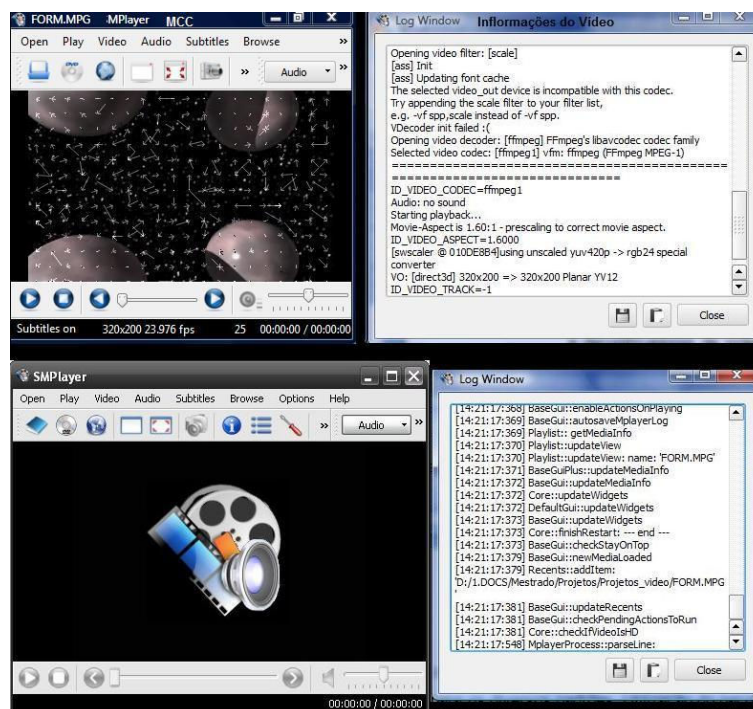 FORM.MPG MPlayer MCC
Open Play Video Audio Subtitles Browse »
» Audio »
Subtitles on 320x200 23.976 fps 25 00:00:00 / 00:00:00
Log Window Inflormações do Vídeo
Opening video filter: [scale]
[ass] Init
[ass] Updating font cache
The selected video_out device is incompatible with this codec.
Try appending the scale filter to your filter list,
e.g. -vf spp,scale instead of -vf spp.
VDecoder init failed :(
Opening video decoder: [ffmpeg] FFmpeg's libavcodec codec family
Selected video codec: [ffmpeg1] vfm: ffmpeg (FFmpeg MPEG-1)
================================================
================================
ID_VIDEO_CODEC=ffmpeg1
Audio: no sound
Starting playback...
Movie-Aspect is 1.60:1 - prescaling to correct movie aspect.
ID_VIDEO_ASPECT=1.6000
[swscaler @ 010DE8B4]using unscaled yuv420p -> rgb24 special
converter
VO: [direct3d] 320x200 => 320x200 Planar YV12
ID_VIDEO_TRACK=-1
Close
SMPlayer
Open Play Video Audio Subtitles Browse Options Help
» Audio »
00:00:00 / 00:00:00
Log Window
[14:21:17:368] BaseGui::enableActionsOnPlaying
[14:21:17:369] BaseGui::autosaveMplayerLog
[14:21:17:369] Playlist:: getMediaInfo
[14:21:17:370] Playlist::updateView
[14:21:17:370] Playlist::updateView: name: 'FORM.MPG'
[14:21:17:371] BaseGuiPlus::updateMediaInfo
[14:21:17:372] BaseGui::updateMediaInfo
[14:21:17:372] Core::updateWidgets
[14:21:17:372] DefaultGui::updateWidgets
[14:21:17:373] BaseGui::updateWidgets
[14:21:17:373] Core::finishRestart: --- end ---
[14:21:17:373] BaseGui::checkStayOnTop
[14:21:17:379] BaseGui::newMediaLoaded
[14:21:17:379] Recents::addItem:
'D:/1.DOCS/Mestrado/Projetos/Projetos_video/FORM.MPG
'
[14:21:17:381] BaseGui::updateRecents
[14:21:17:381] BaseGui::checkPendingActionsToRun
[14:21:17:381] Core::checkIfVideoIsHD
[14:21:17:548] MplayerProcess::parseLine:
Close